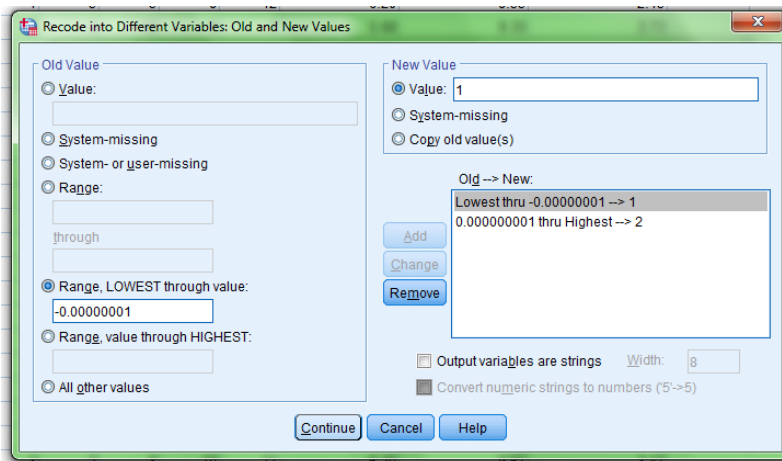 Recode into Different Variables: Old and New Values
Old Value
Value:
System-missing
System- or user-missing
Range:
through
Range, LOWEST through value:
-0.00000001
Range, value through HIGHEST:
All other values
New Value
Value: 1
System-missing
Copy old value(s)
Old --> New:
Lowest thru -0.00000001 --> 1
0.000000001 thru Highest --> 2
Add
Change
Remove
Output variables are strings Width: 8
Convert numeric strings to numbers ('5'->5)
Continue Cancel Help